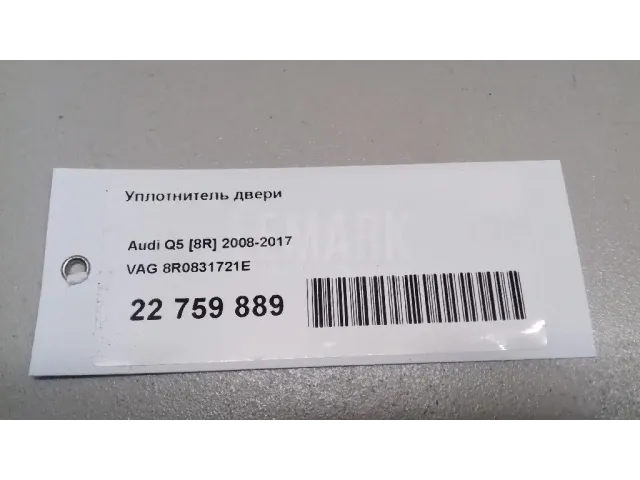 Уплотнитель двери
Audi Q5 [8R] 2008-2017
VAG 8R0831721E
22 759 889